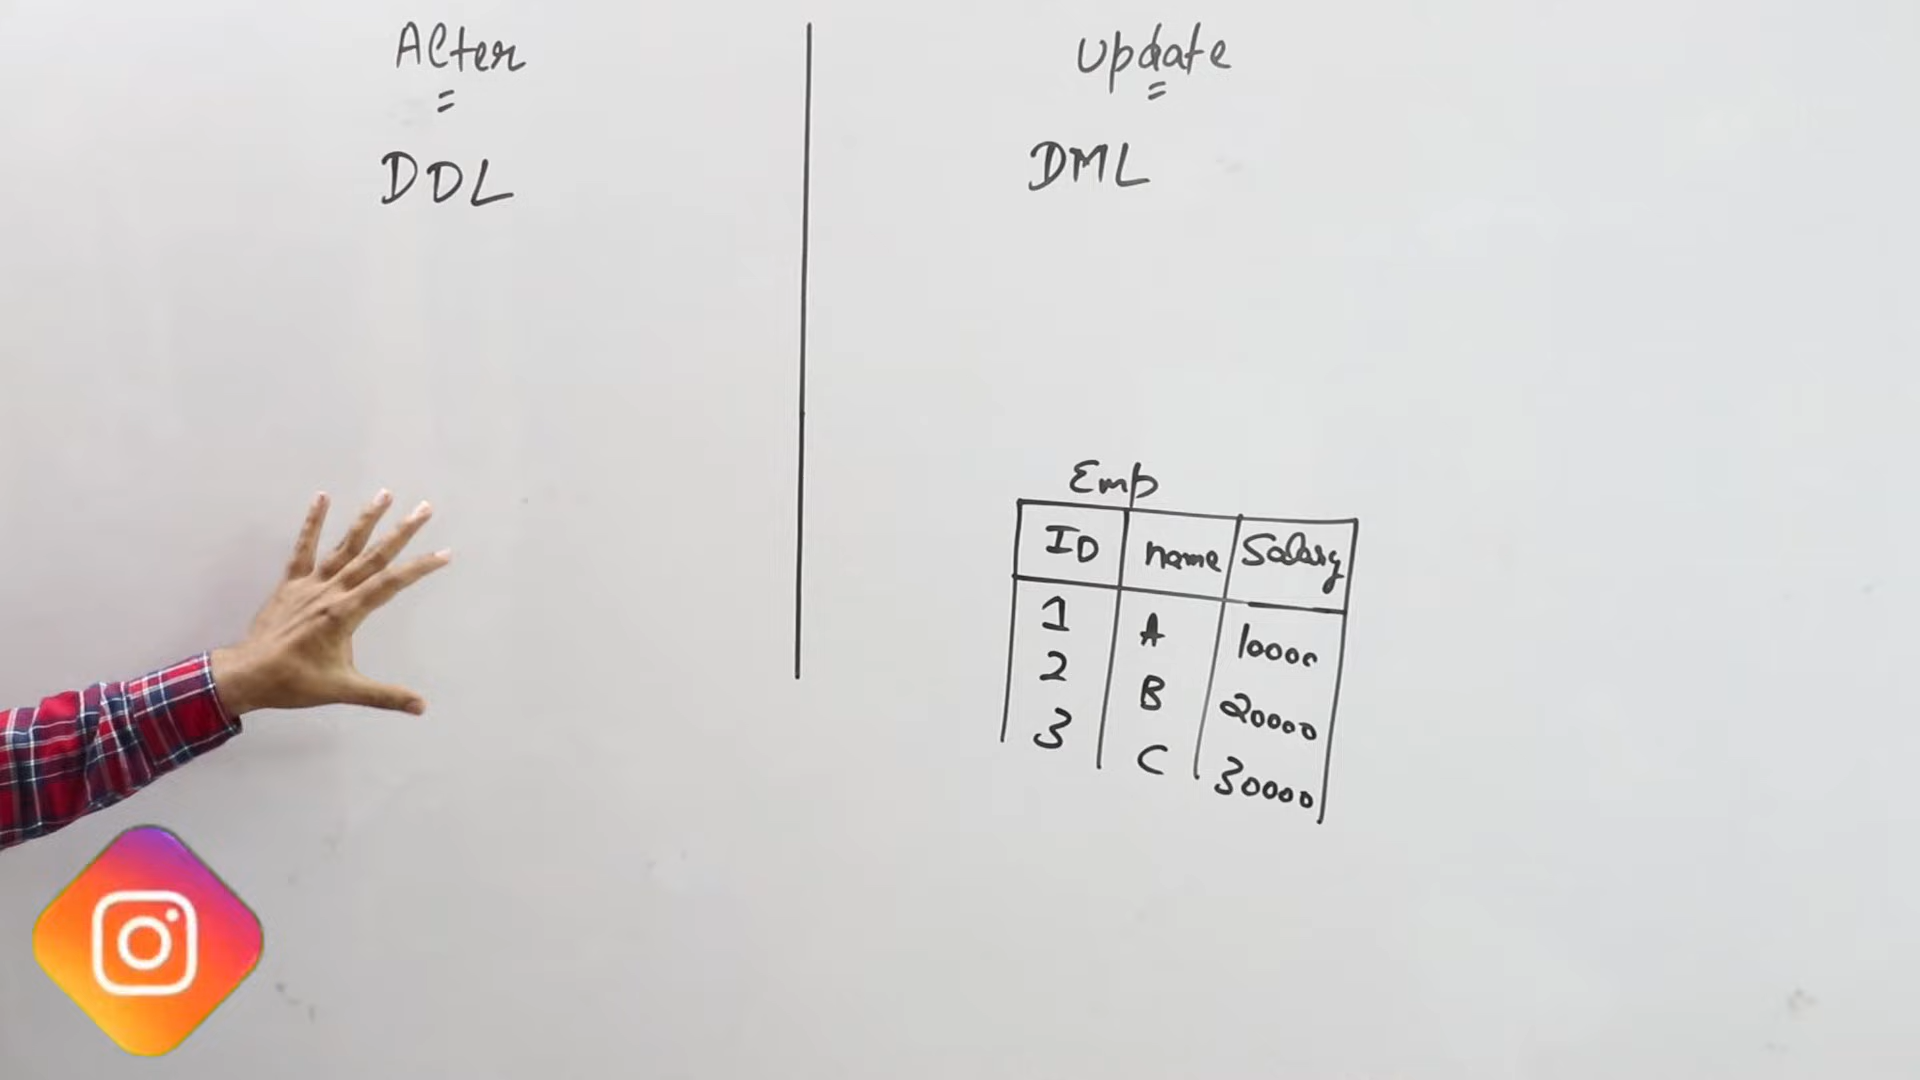 Alter
=
DDL
Update
=
DML
Emp
ID name Salary
1 A 10000
2 B 20000
3 C 30000